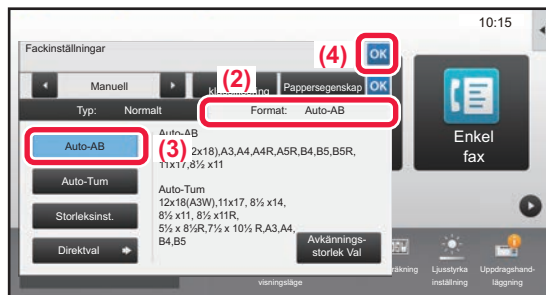 10:15
Fackinställningar
(4)
OK
Manuell
(2)
Papperségenskap
OK
Typ: Normalt
Format: Auto-AB
Auto-AB
Auto-AB
(3)
2x18),A3,A4,A4R,A5R,B4,B5,B5R,
11x17,8½ x11
Auto-Tum
Auto-Tum
12x18(A3W),11x17, 8½ x14,
8½ x11, 8½ x11R,
5½ x 8½R,7½ x 10½ R,A3,A4,
B4,B5
Storleksinst.
Direktval
Avkännings-
storlek Val
Enkel
fax
räkning
Ljusstyrka
inställning
Uppdragshand-
läggning
visningsläge